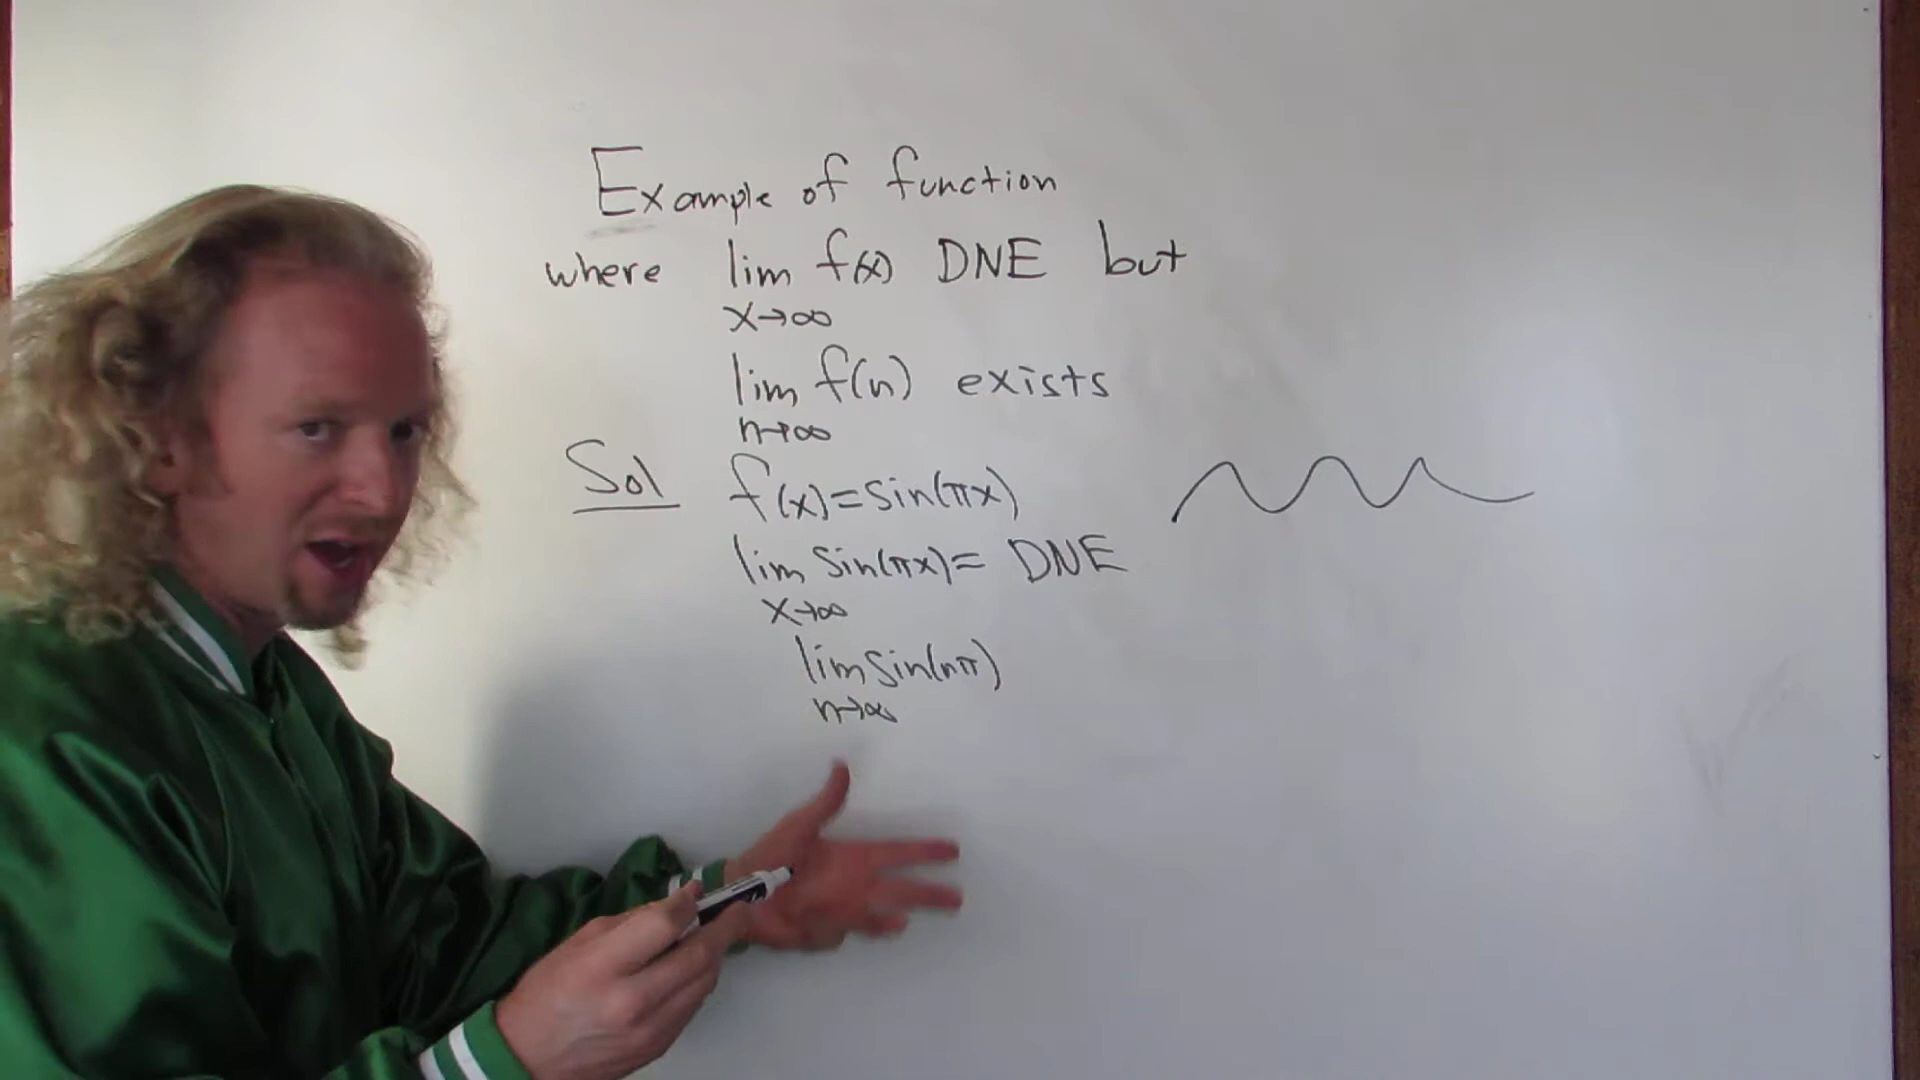 Example of function
where lim f(x) DNE but
x→∞
lim f(n) exists
n→∞
Sol f(x)=sin(πx)
lim sin(πx)= DNE
x→∞
lim sin(nπ)
n→∞